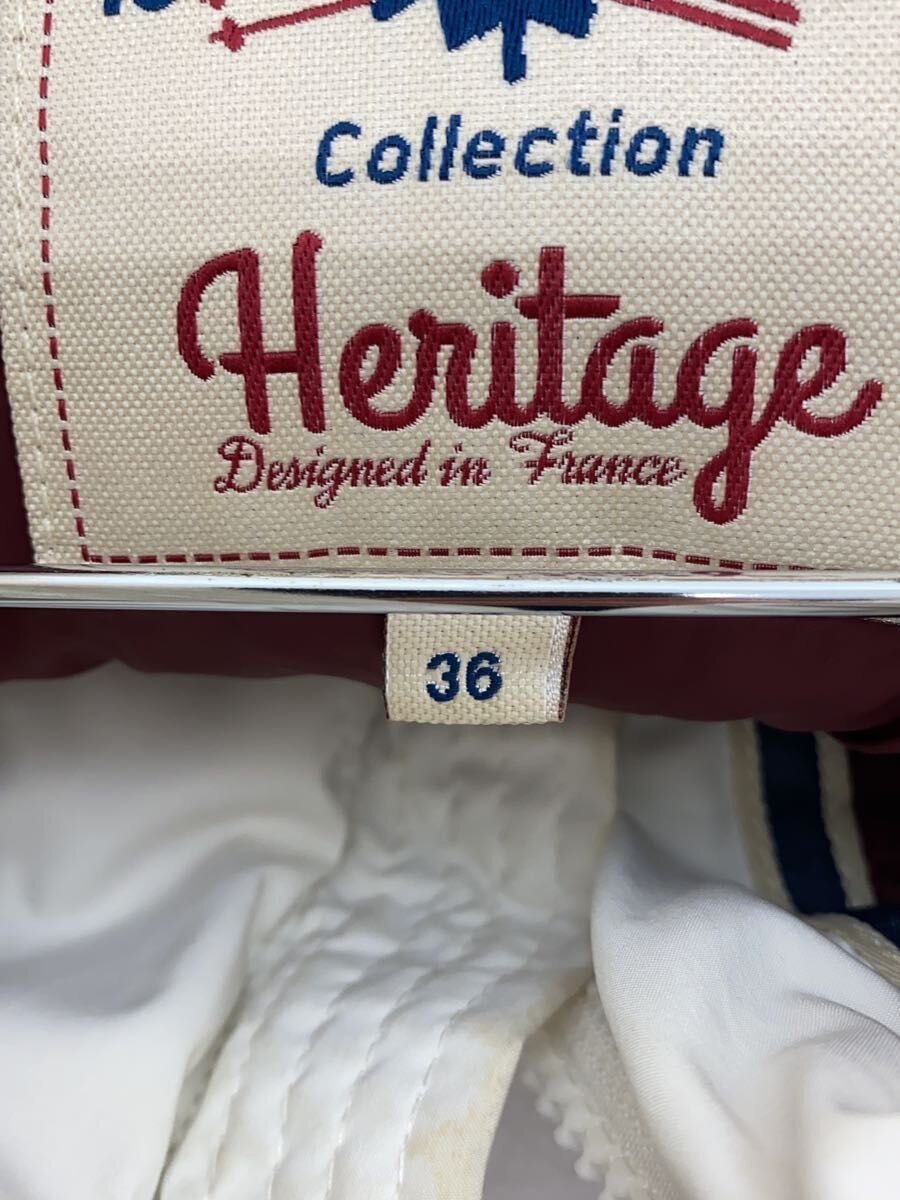 Collection
Heritage
Designed in France
36